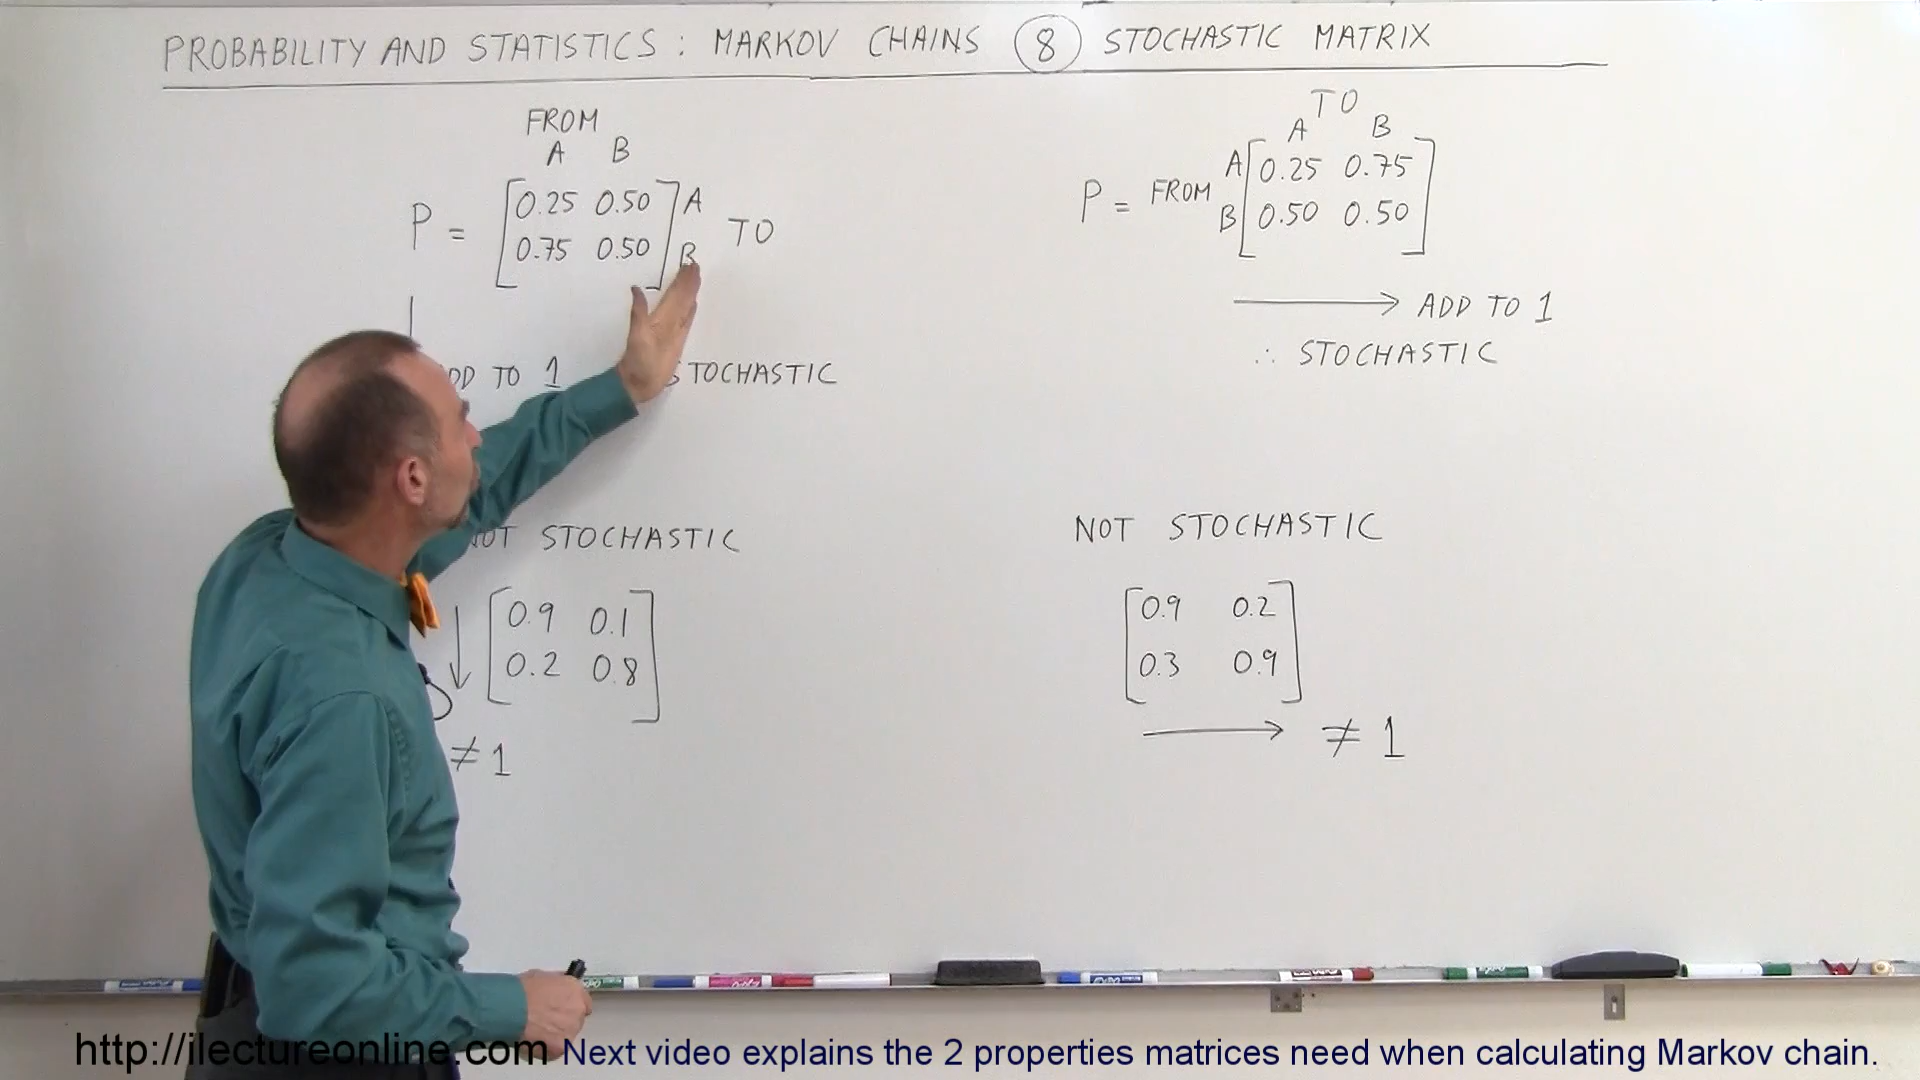 PROBABILITY AND STATISTICS : MARKOV CHAINS 8 STOCHASTIC MATRIX
FROM
A B
P = 0.25 0.50 A
0.75 0.50 B
TO
TO 1
STOCHASTIC
NOT STOCHASTIC
0.9 0.1
0.2 0.8
≠ 1
TO
A B
P = FROM A 0.25 0.75
B 0.50 0.50
→ ADD TO 1
∴ STOCHASTIC
NOT STOCHASTIC
0.9 0.2
0.3 0.9
→ ≠ 1
http://ilectureonline.com Next video explains the 2 properties matrices need when calculating Markov chain.